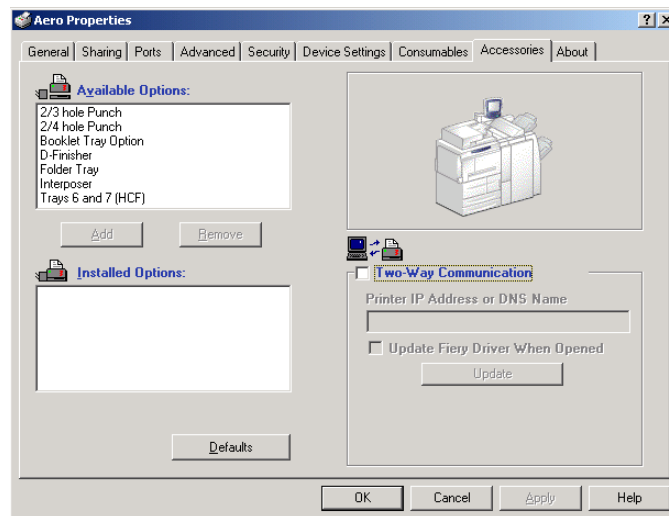 Aero Properties
General Sharing Ports Advanced Security Device Settings Consumables Accessories About
Available Options:
2/3 hole Punch
2/4 hole Punch
Booklet Tray Option
D-Finisher
Folder Tray
Interposer
Trays 6 and 7 (HCF)
Add Remove
Installed Options:
Defaults
Two-Way Communication
Printer IP Address or DNS Name
Update Fiery Driver When Opened
Update
OK Cancel Apply Help